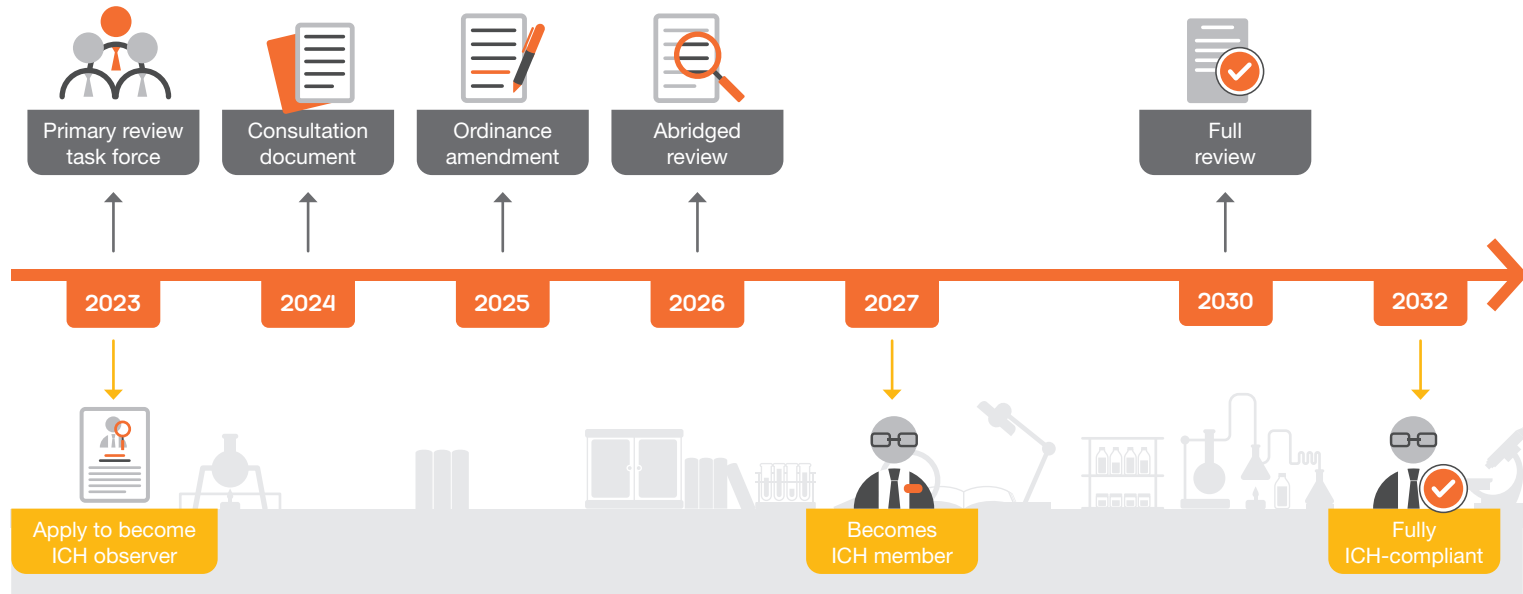 Primary review
task force
Consultation
document
Ordinance
amendment
Abridged
review
Full
review
2023
2024
2025
2026
2027
2030
2032
Apply to become
ICH observer
Becomes
ICH member
Fully
ICH-compliant